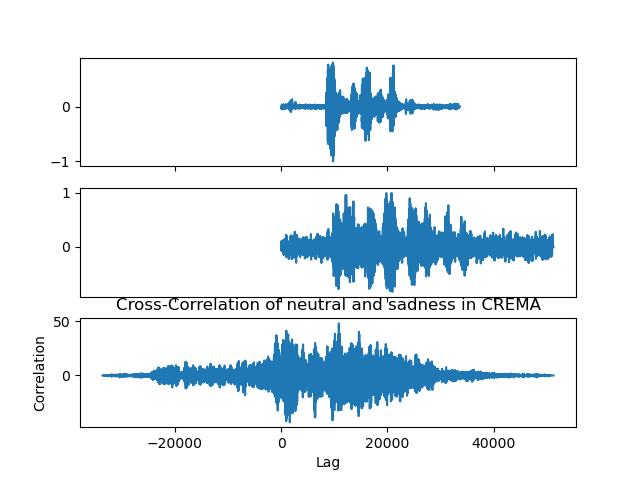 0
−1
1
0
Cross-Correlation of neutral and sadness in CREMA
50
0
Correlation
−20000 0 20000 40000
Lag